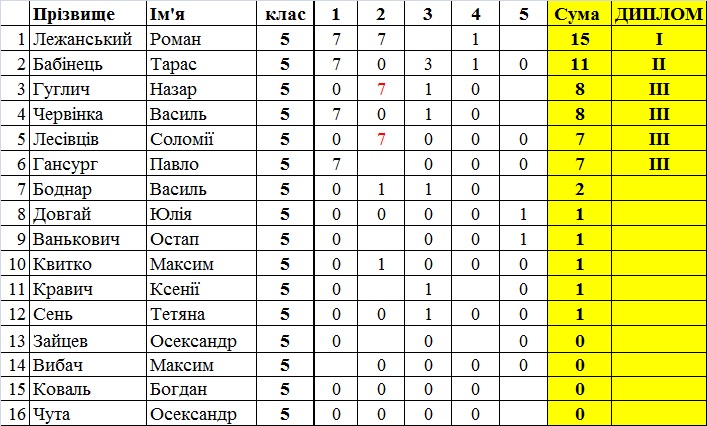 Прізвище Ім'я клас 1 2 3 4 5 Сума ДИПЛОМ
1 Лежанський Роман 5 7 7 1 15 I
2 Бабінець Тарас 5 7 0 3 1 0 11 II
3 Гуглич Назар 5 0 7 1 0 8 III
4 Червінка Василь 5 7 0 1 0 8 III
5 Лесівців Соломії 5 0 7 0 0 0 7 III
6 Гансург Павло 5 7 0 0 0 7 III
7 Боднар Василь 5 0 1 1 0 2
8 Довгай Юлія 5 0 0 0 0 1 1
9 Ванькович Остап 5 0 0 0 1 1
10 Квитко Максим 5 0 1 0 0 0 1
11 Кравич Ксенії 5 0 1 0 1
12 Сень Тетяна 5 0 0 1 0 0 1
13 Зайцев Осександр 5 0 0 0 0
14 Вибач Максим 5 0 0 0 0 0
15 Коваль Богдан 5 0 0 0 0 0
16 Чута Осександр 5 0 0 0 0 0